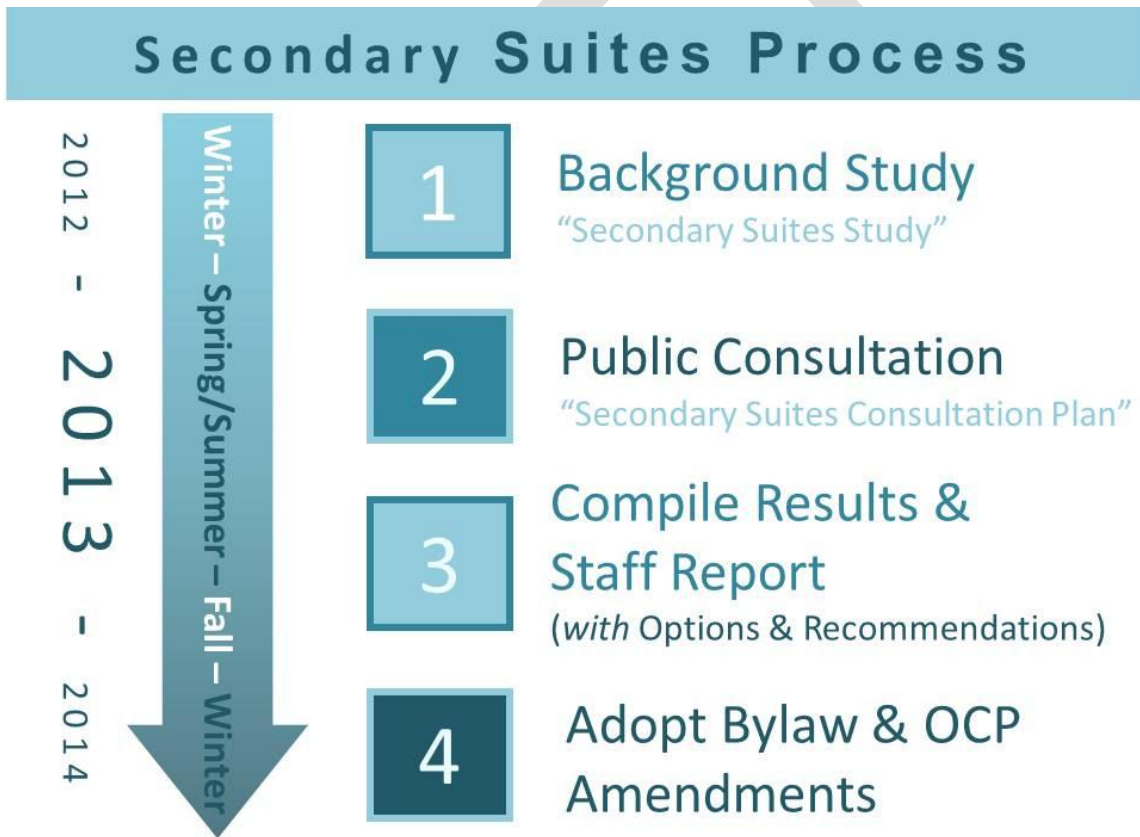 Secondary Suites Process
2012 - 2013 - 2014
Winter – Spring/Summer – Fall – Winter
1
Background Study
“Secondary Suites Study”
2
Public Consultation
“Secondary Suites Consultation Plan”
3
Compile Results &
Staff Report
(with Options & Recommendations)
4
Adopt Bylaw & OCP
Amendments